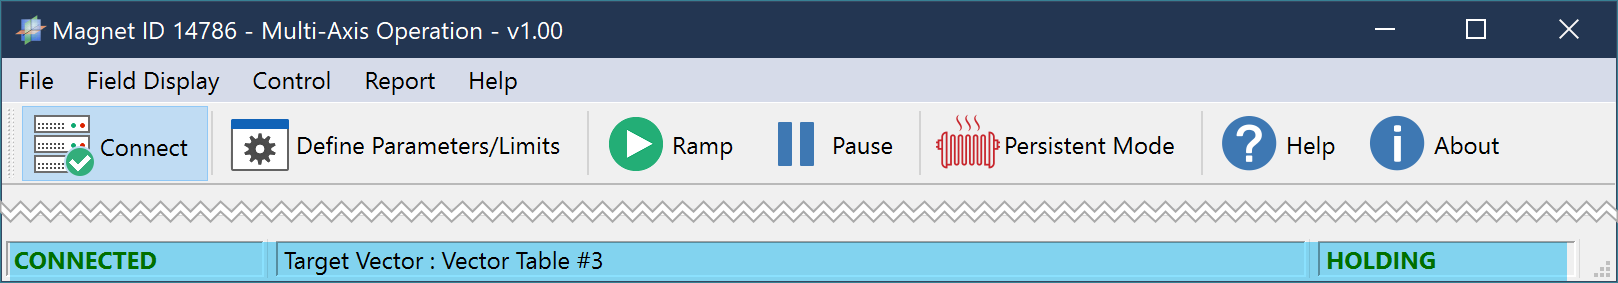 Magnet ID 14786 - Multi-Axis Operation - v1.00
File Field Display Control Report Help
Connect Define Parameters/Limits Ramp Pause Persistent Mode Help About
CONNECTED Target Vector : Vector Table #3 HOLDING